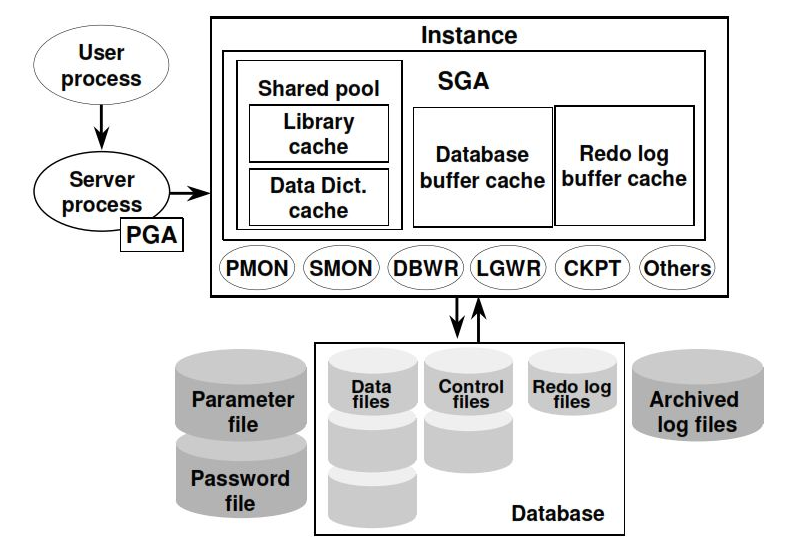 Instance
User
process
Shared pool
SGA
Library
cache
Data Dict.
cache
Database
buffer cache
Redo log
buffer cache
Server
process
PGA
PMON
SMON
DBWR
LGWR
CKPT
Others
Parameter
file
Password
file
Data
files
Control
files
Redo log
files
Database
Archived
log files